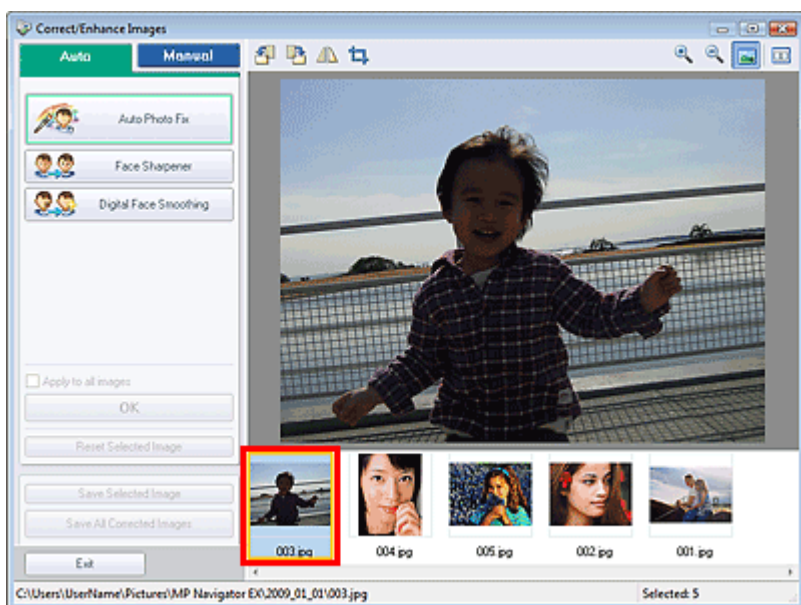 Correct/Enhance Images
Auto
Manual
Auto Photo Fix
Face Sharpener
Digital Face Smoothing
Apply to all images
OK
Reset Selected Image
Save Selected Image
Save All Corrected Images
Exit
003.jpg
004.jpg
005.jpg
002.jpg
001.jpg
C:\Users\UserName\Pictures\MP Navigator EX\2009_01_01\003.jpg
Selected: 5